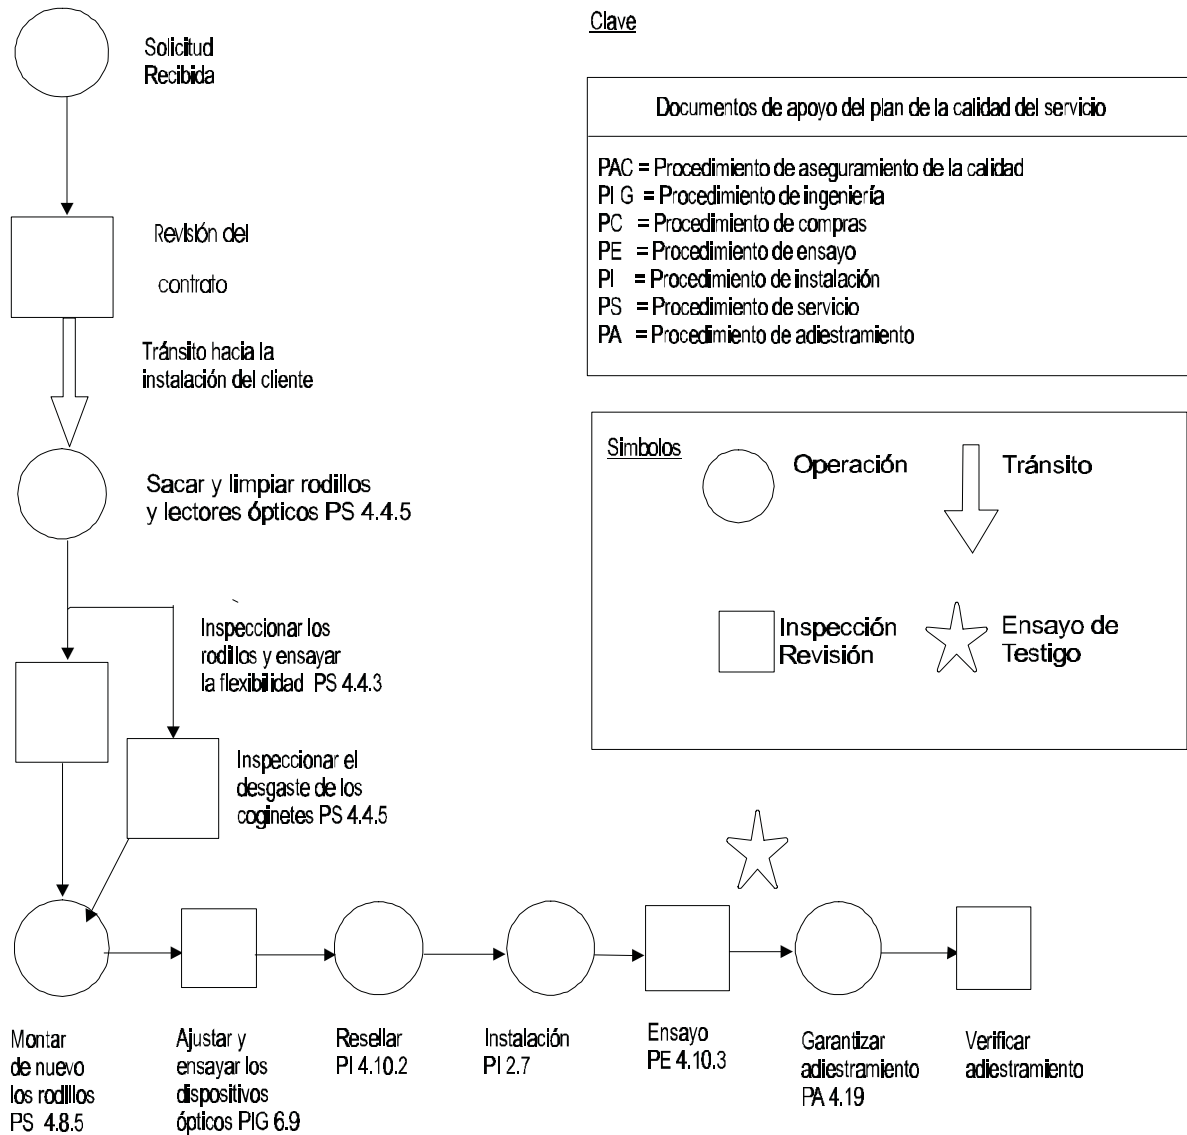 Solicitud
Recibida
Revisión del
contrato
Tránsito hacia la
instalación del cliente
Sacar y limpiar rodillos
y lectores ópticos PS 4.4.5
Inspeccionar los
rodillos y ensayar
la flexibilidad PS 4.4.3
Inspeccionar el
desgaste de los
coginetes PS 4.4.5
Clave
Documentos de apoyo del plan de la calidad del servicio
PAC = Procedimiento de aseguramiento de la calidad
PI G = Procedimiento de ingeniería
PC = Procedimiento de compras
PE = Procedimiento de ensayo
PI = Procedimiento de instalación
PS = Procedimiento de servicio
PA = Procedimiento de adiestramiento
Simbolos
Operación
Tránsito
Inspección
Revisión
Ensayo de
Testigo
Montar
de nuevo
los rodillos
PS 4.8.5
Ajustar y
ensayar los
dispositivos
ópticos PIG 6.9
Resellar
PI 4.10.2
Instalación
PI 2.7
Ensayo
PE 4.10.3
Garantizar
adiestramiento
PA 4.19
Verificar
adiestramiento